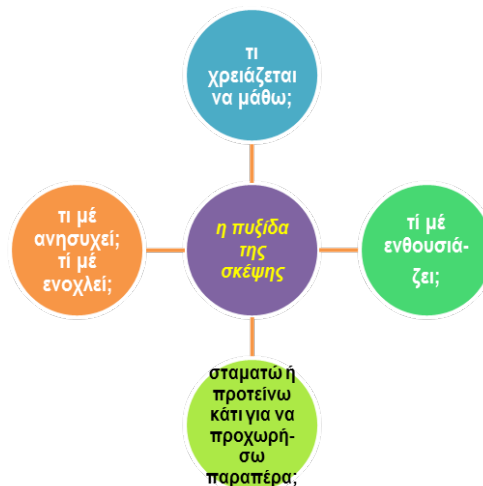 τι
χρειάζεται
να μάθω;
τι μέ
ανησυχεί;
τί μέ
ενοχλεί;
η πυξίδα
της
σκέψης
τί μέ
ενθουσιά-
ζει;
σταματώ ή
προτείνω
κάτι για να
προχωρή-
σω
παραπέρα;